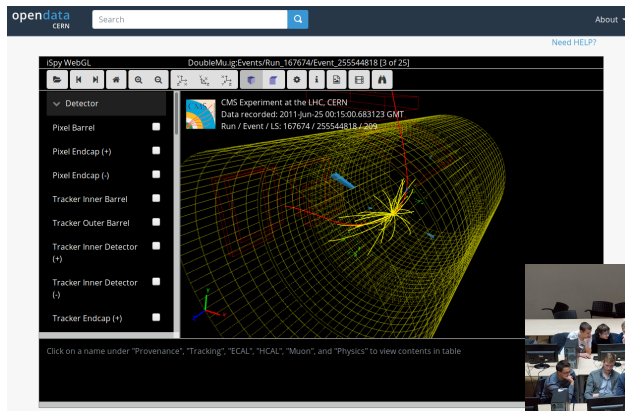 opendata
CERN
Search
About
Need HELP?
iSpy WebGL
DoubleMu.ig:Events/Run_167674/Event_255544818 [3 of 25]
Detector
Pixel Barrel
Pixel Endcap (+)
Pixel Endcap (-)
Tracker Inner Barrel
Tracker Outer Barrel
Tracker Inner Detector
(+)
Tracker Inner Detector
(-)
Tracker Endcap (+)
CMS Experiment at the LHC, CERN
Data recorded: 2011-Jun-25 00:15:00.683123 GMT
Run / Event / LS: 167674 / 255544818 / 209
Click on a name under "Provenance", "Tracking", "ECAL", "HCAL", "Muon", and "Physics" to view contents in table